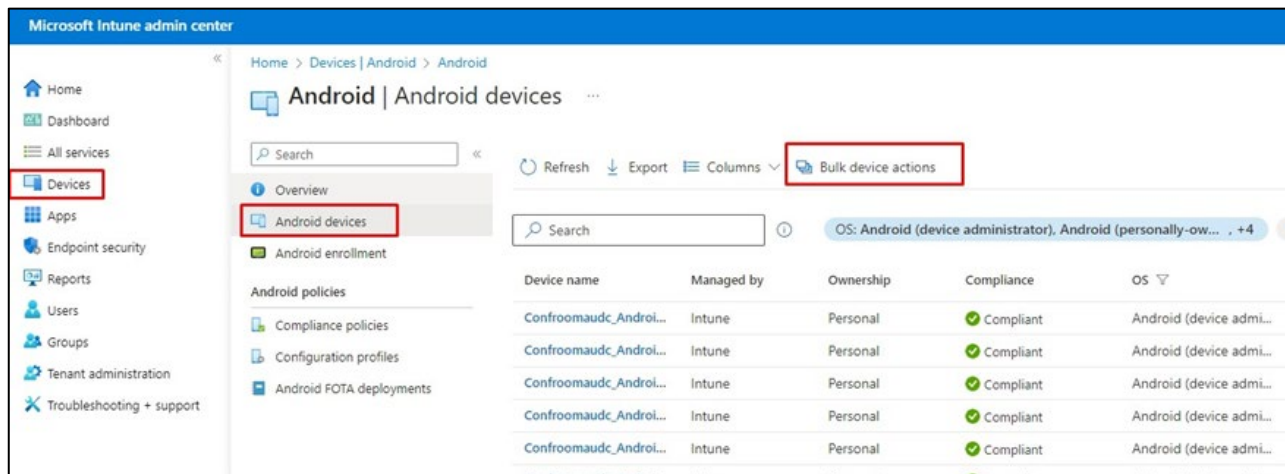 Microsoft Intune admin center
Home
Dashboard
All services
Devices
Apps
Endpoint security
Reports
Users
Groups
Tenant administration
Troubleshooting + support
Home > Devices | Android > Android
Android | Android devices ...
Search
Overview
Android devices
Android enrollment
Android policies
Compliance policies
Configuration profiles
Android FOTA deployments
Refresh Export Columns Bulk device actions
Search OS: Android (device administrator), Android (personally-ow... , +4
Device name Managed by Ownership Compliance OS
Confroomaudc_Androi... Intune Personal Compliant Android (device admi...
Confroomaudc_Androi... Intune Personal Compliant Android (device admi...
Confroomaudc_Androi... Intune Personal Compliant Android (device admi...
Confroomaudc_Androi... Intune Personal Compliant Android (device admi...
Confroomaudc_Androi... Intune Personal Compliant Android (device admi...